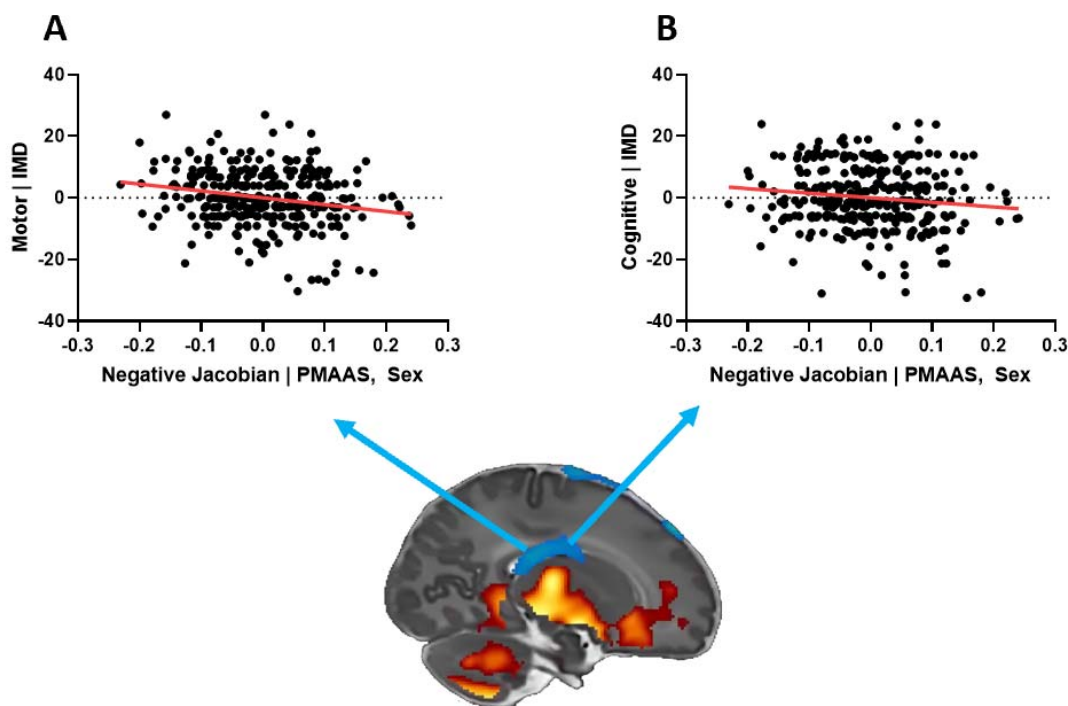 A
40
20
0
-20
-40
Motor | IMD
-0.3 -0.2 -0.1 0.0 0.1 0.2 0.3
Negative Jacobian | PMAAS, Sex
B
40
20
0
-20
-40
Cognitive | IMD
-0.3 -0.2 -0.1 0.0 0.1 0.2 0.3
Negative Jacobian | PMAAS, Sex